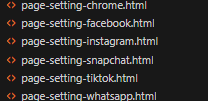 page-setting-chrome.html
page-setting-facebook.html
page-setting-instagram.html
page-setting-snapchat.html
page-setting-tiktok.html
page-setting-whatsapp.html